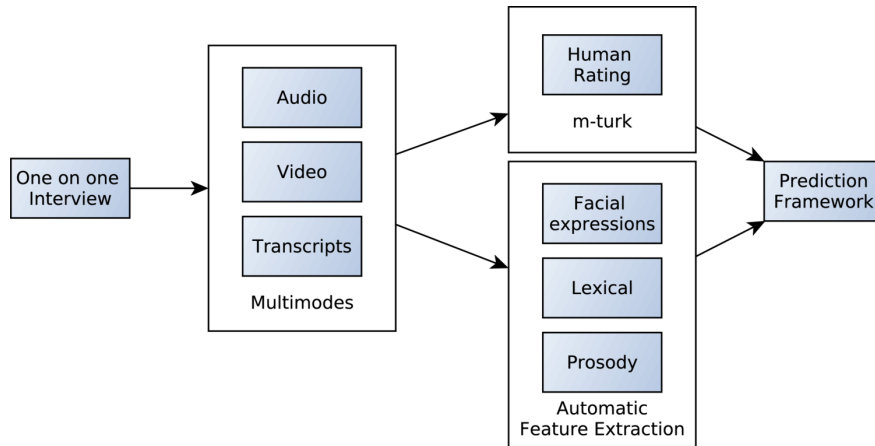 One on one
Interview
Audio
Video
Transcripts
Multimodes
Human
Rating
m-turk
Facial
expressions
Lexical
Prosody
Automatic
Feature Extraction
Prediction
Framework